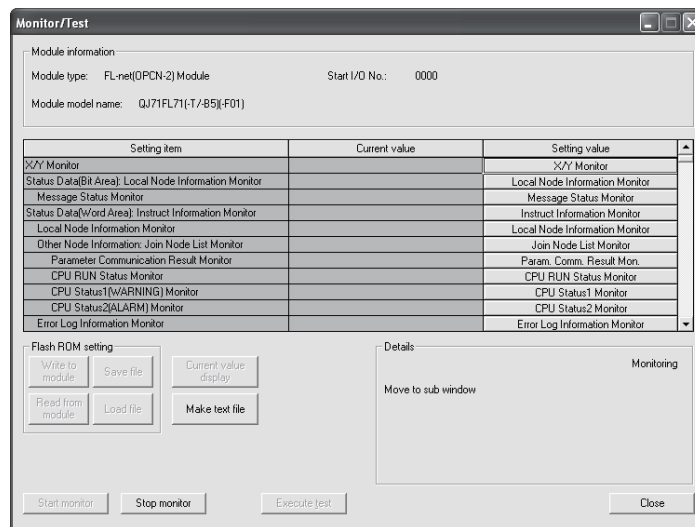 Monitor/Test
Module information
Module type: FL-net(OPCN-2) Module Start I/O No.: 0000
Module model name: QJ71FL71(-T/-B5)(-F01)
Setting item Current value Setting value
X/Y Monitor X/Y Monitor
Status Data(Bit Area): Local Node Information Monitor Local Node Information Monitor
Message Status Monitor Message Status Monitor
Status Data(Word Area): Instruct Information Monitor Instruct Information Monitor
Local Node Information Monitor Local Node Information Monitor
Other Node Information: Join Node List Monitor Join Node List Monitor
Parameter Communication Result Monitor Param. Comm. Result Mon.
CPU RUN Status Monitor CPU RUN Status Monitor
CPU Status1(WARNING) Monitor CPU Status1 Monitor
CPU Status2(ALARM) Monitor CPU Status2 Monitor
Error Log Information Monitor Error Log Information Monitor
Flash ROM setting
Write to
module
Save file
Current value
display
Read from
module
Load file
Make text file
Details
Monitoring
Move to sub window
Start monitor Stop monitor Execute test Close